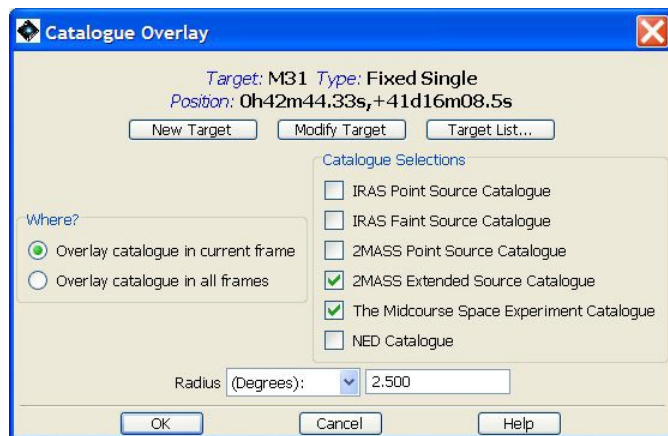 Catalogue Overlay
Target: M31 Type: Fixed Single
Position: 0h42m44.33s,+41d16m08.5s
New Target Modify Target Target List...
Catalogue Selections
IRAS Point Source Catalogue
IRAS Faint Source Catalogue
Where?
Overlay catalogue in current frame
Overlay catalogue in all frames
2MASS Point Source Catalogue
2MASS Extended Source Catalogue
The Midcourse Space Experiment Catalogue
NED Catalogue
Radius (Degrees): 2.500
OK Cancel Help